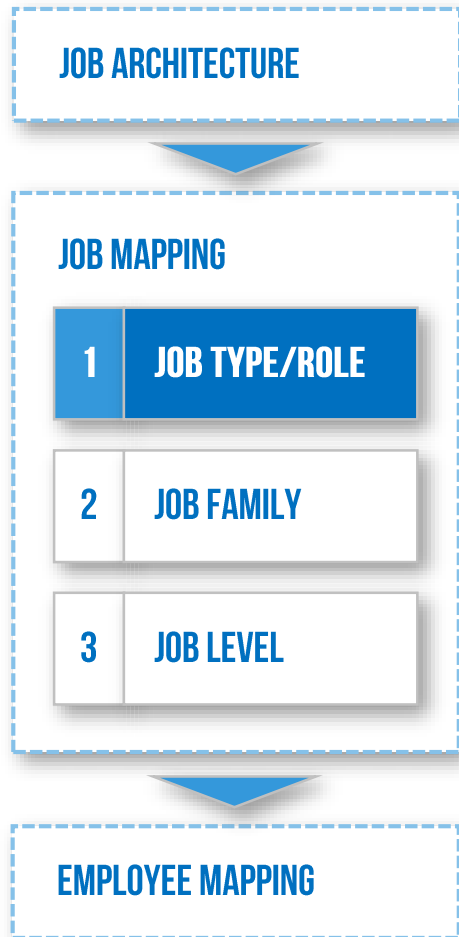 JOB ARCHITECTURE
JOB MAPPING
1 JOB TYPE/ROLE
2 JOB FAMILY
3 JOB LEVEL
EMPLOYEE MAPPING